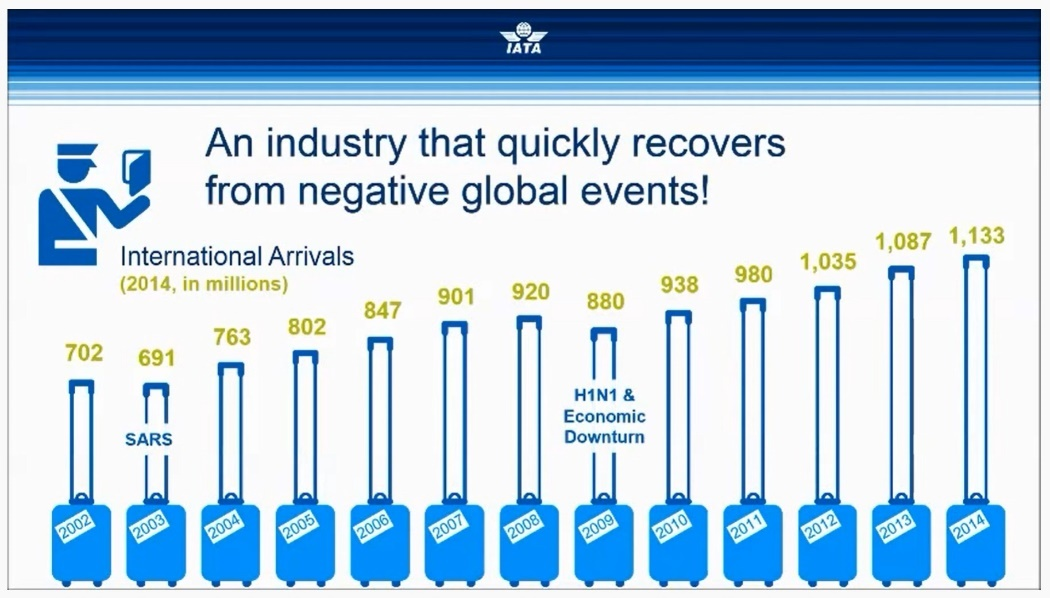 IATA
An industry that quickly recovers
from negative global events!
International Arrivals
(2014, in millions)
702
691
763
802
847
901
920
880
938
980
1,035
1,087
1,133
SARS
H1N1 &
Economic
Downturn
2002
2003
2004
2005
2006
2007
2008
2009
2010
2011
2012
2013
2014